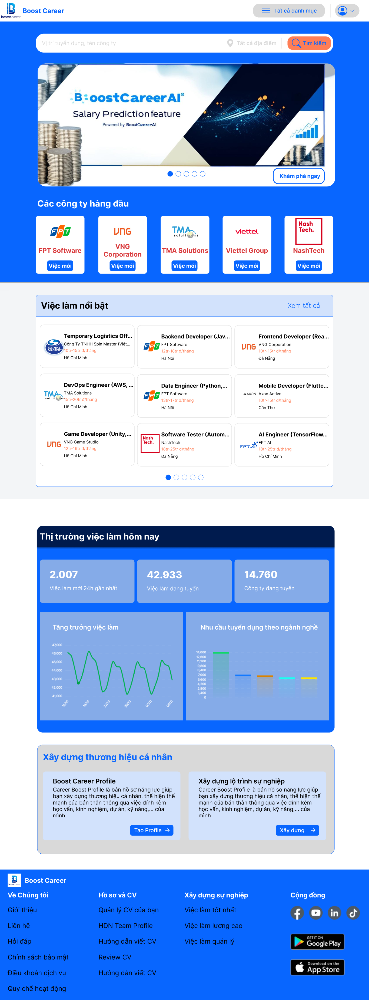 booost career
Boost Career
Tất cả danh mục
Vị trí tuyển dụng, tên công ty
Tất cả địa điểm
Tìm kiếm
BoostCareerAI®
Salary Prediction feature
Powered by BoostCarererAI
Khám phá ngay
Các công ty hàng đầu
FPT
VNG
TMA
solutions
viettel
Nash
Tech.
FPT Software
VNG
Corporation
TMA Solutions
Viettel Group
NashTech
Việc mới
Việc mới
Việc mới
Việc mới
Việc mới
Việc làm nổi bật
Xem tất cả
SPIN
MASTER
Temporary Logistics Off...
Công Ty TNHH Spin Master (Việt...
10tr-15tr đ/tháng
Hồ Chí Minh
FPT
Backend Developer (Jav...
FPT Software
12tr-18tr đ/tháng
Hà Nội
VNG
Frontend Developer (Rea...
VNG Corporation
10tr-15tr đ/tháng
Đà Nẵng
TMA
solutions
DevOps Engineer (AWS, ...
TMA Solutions
15tr-20tr đ/tháng
Hồ Chí Minh
FPT
Data Engineer (Python,...
FPT Software
13tr-17tr đ/tháng
Hà Nội
AXON
Mobile Developer (Flutte...
Axon Active
10tr-15tr đ/tháng
Cần Thơ
VNG
Game Developer (Unity,...
VNG Game Studio
12tr-16tr đ/tháng
Hồ Chí Minh
Nash
Tech.
Software Tester (Autom...
NashTech
18tr-25tr đ/tháng
Đà Nẵng
FPT.AI
AI Engineer (TensorFlow...
FPT AI
18tr-25tr đ/tháng
Hồ Chí Minh
Thị trường việc làm hôm nay
2.007
Việc làm mới 24h gần nhất
42.933
Việc làm đang tuyển
14.760
Công ty đang tuyển
Tăng trưởng việc làm
47,000
46,000
45,000
44,000
43,000
42,000
41,000
10/10
16/10
22/10
28/10
03/11
09/11
Nhu cầu tuyển dụng theo ngành nghề
14,000
12,600
11,200
9,800
8,400
7,000
5,600
4,200
2,800
1,400
0
Xây dựng thương hiệu cá nhân
Boost Career Profile
Career Boost Profile là bản hồ sơ năng lực giúp
bạn xây dựng thương hiệu cá nhân, thể hiện thế
mạnh của bản thân thông qua việc đính kèm
học vấn, kinh nghiệm, dự án, kỹ năng,... của
mình
Tạo Profile
Xây dựng lộ trình sự nghiệp
Career Boost Profile là bản hồ sơ năng lực giúp
bạn xây dựng thương hiệu cá nhân, thể hiện thế
mạnh của bản thân thông qua việc đính kèm
học vấn, kinh nghiệm, dự án, kỹ năng,... của
mình
Xây dựng
booost career
Boost Career
Về Chúng tôi
Giới thiệu
Liên hệ
Hỏi đáp
Chính sách bảo mật
Điều khoản dịch vụ
Quy chế hoạt động
Hồ sơ và CV
Quản lý CV của bạn
HDN Team Profile
Hướng dẫn viết CV
Review CV
Hướng dẫn viết CV
Xây dựng sự nghiệp
Việc làm tốt nhất
Việc làm lương cao
Việc làm quản lý
Cộng đồng
GET IT ON
Google Play
Download on the
App Store